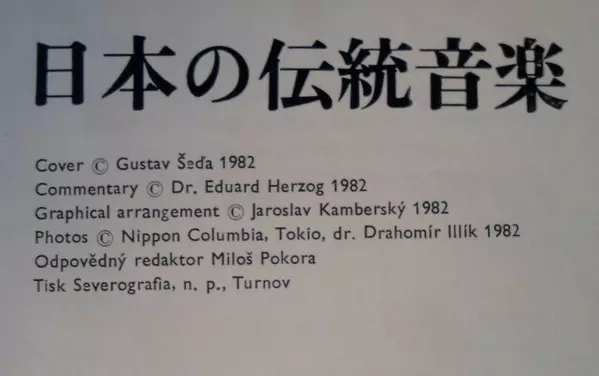 日本の伝統音楽
Cover © Gustav Šeďa 1982
Commentary © Dr. Eduard Herzog 1982
Graphical arrangement © Jaroslav Kamberský 1982
Photos © Nippon Columbia, Tokio, dr. Drahomír Illík 1982
Odpovědný redaktor Miloš Pokora
Tisk Severografia, n. p., Turnov